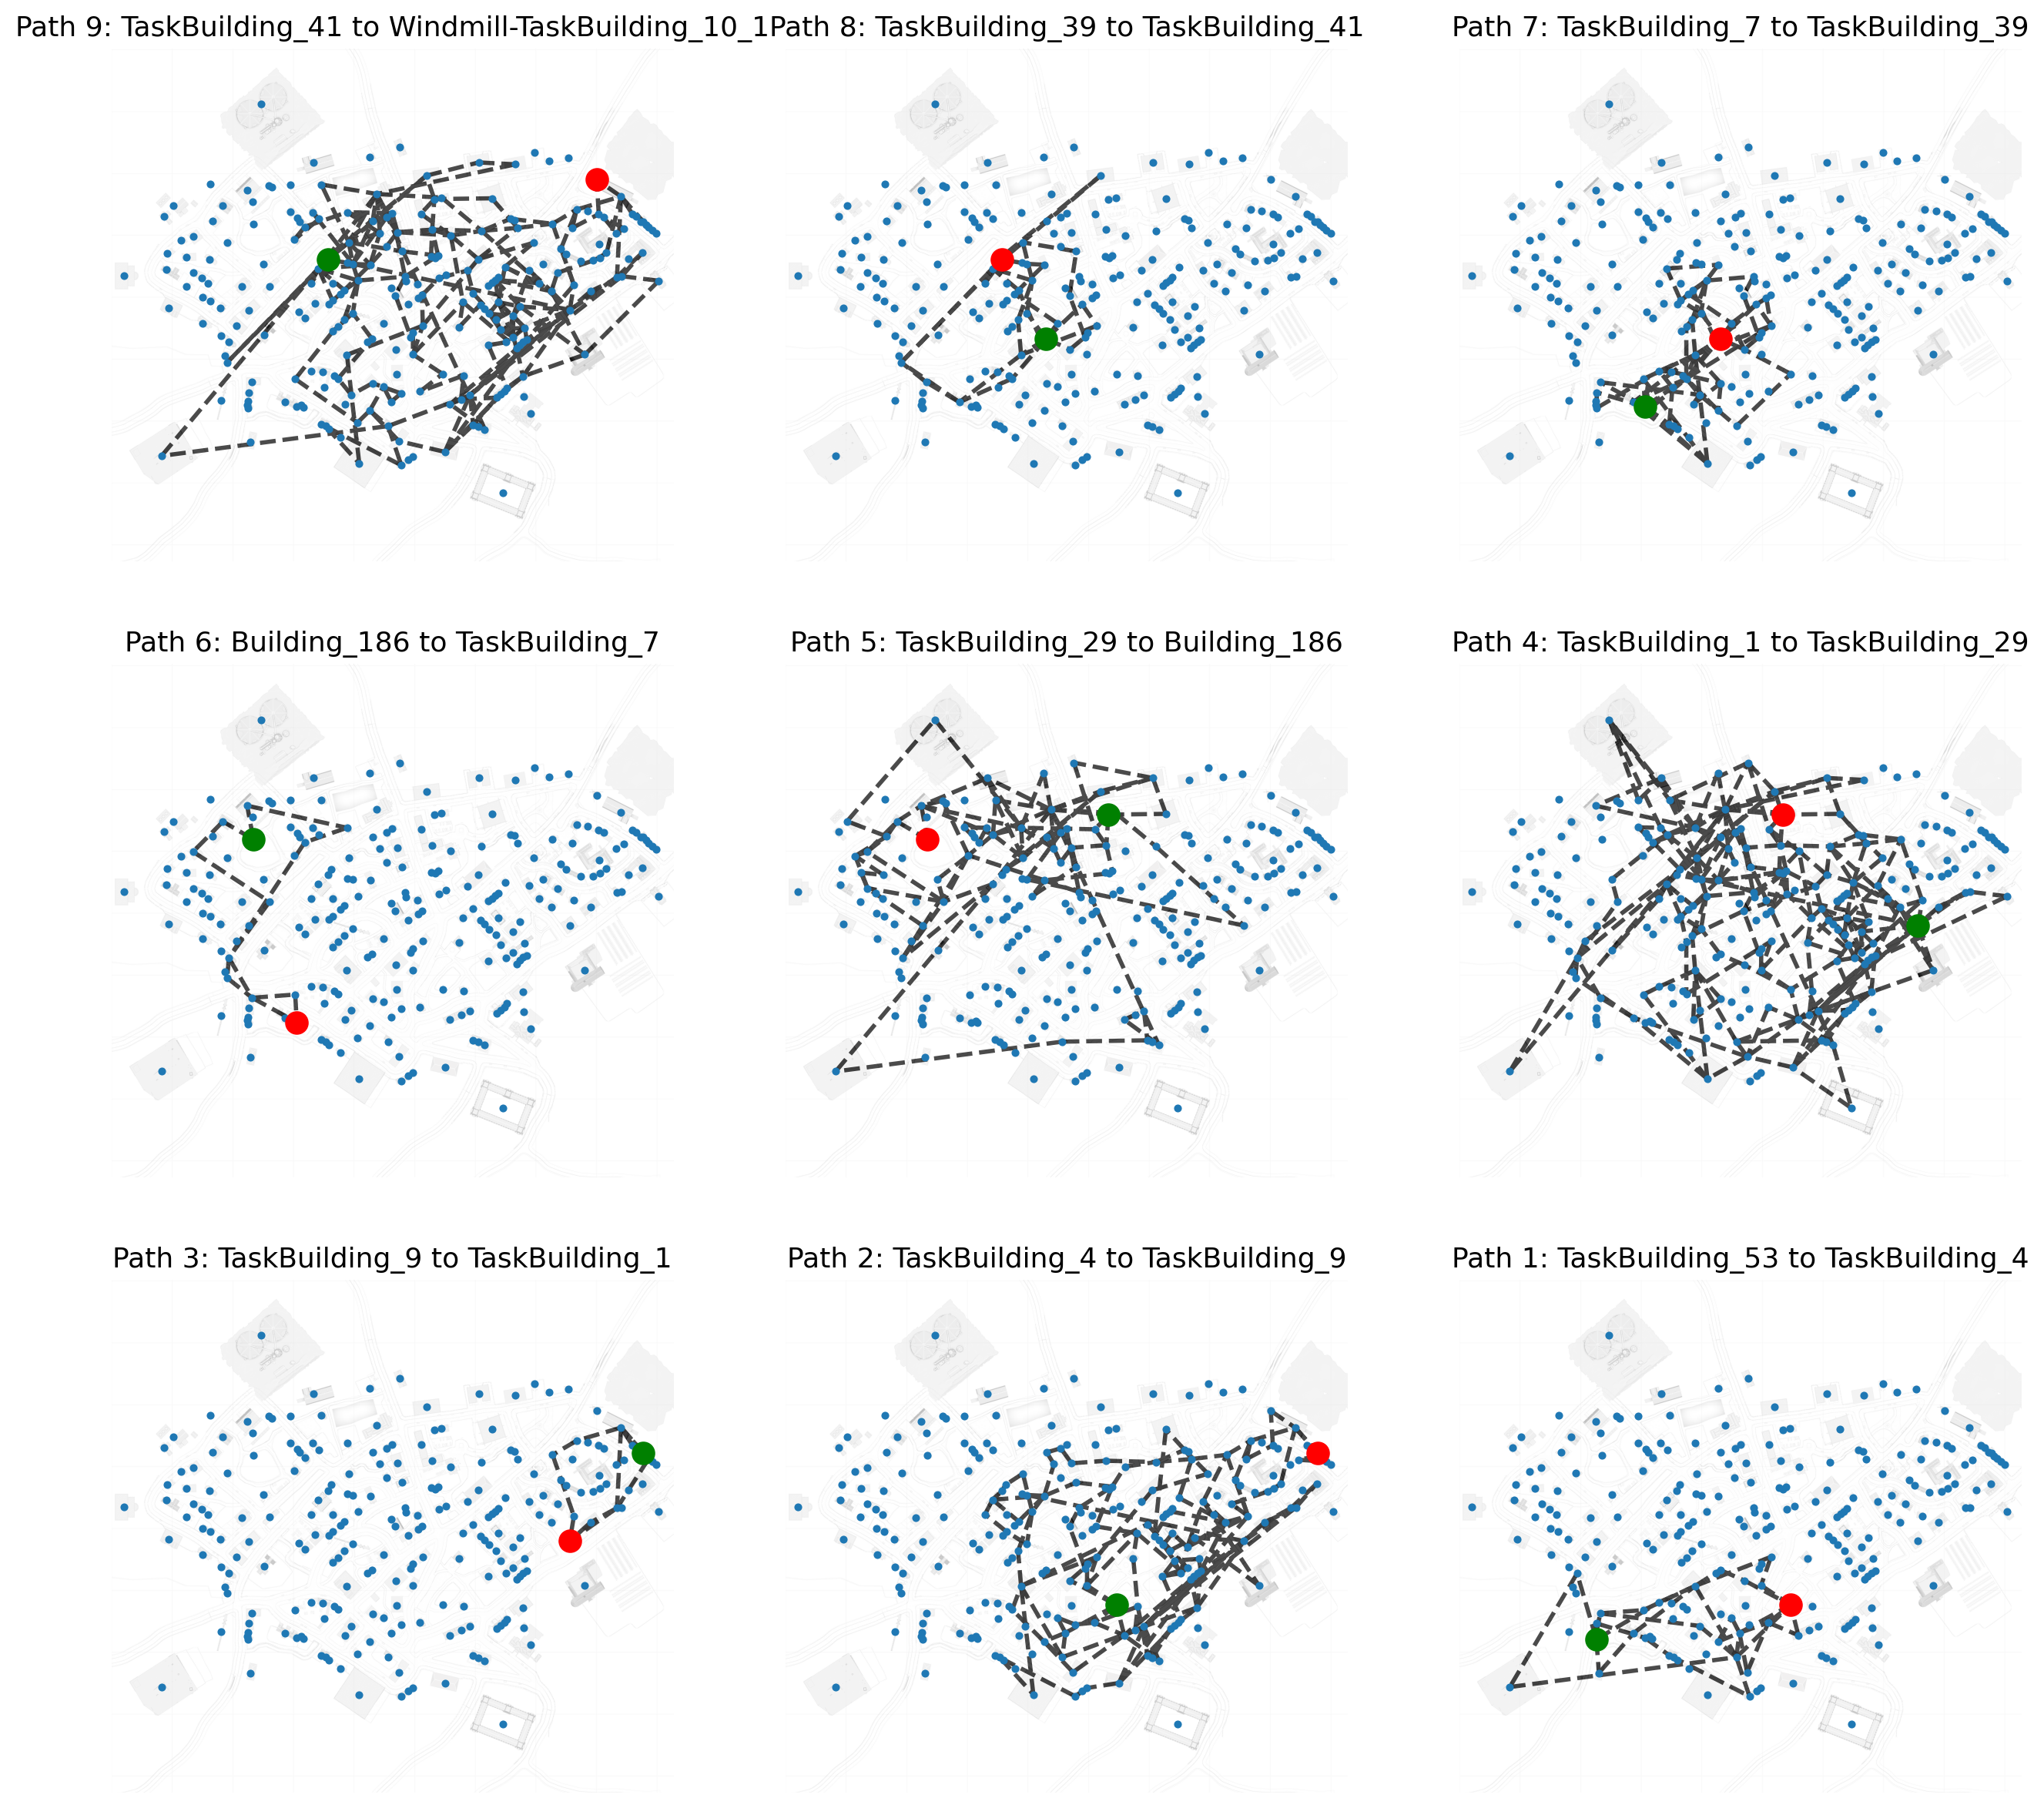 Path 9: TaskBuilding_41 to Windmill-TaskBuilding_10_1
Path 8: TaskBuilding_39 to TaskBuilding_41
Path 7: TaskBuilding_7 to TaskBuilding_39
Path 6: Building_186 to TaskBuilding_7
Path 5: TaskBuilding_29 to Building_186
Path 4: TaskBuilding_1 to TaskBuilding_29
Path 3: TaskBuilding_9 to TaskBuilding_1
Path 2: TaskBuilding_4 to TaskBuilding_9
Path 1: TaskBuilding_53 to TaskBuilding_4